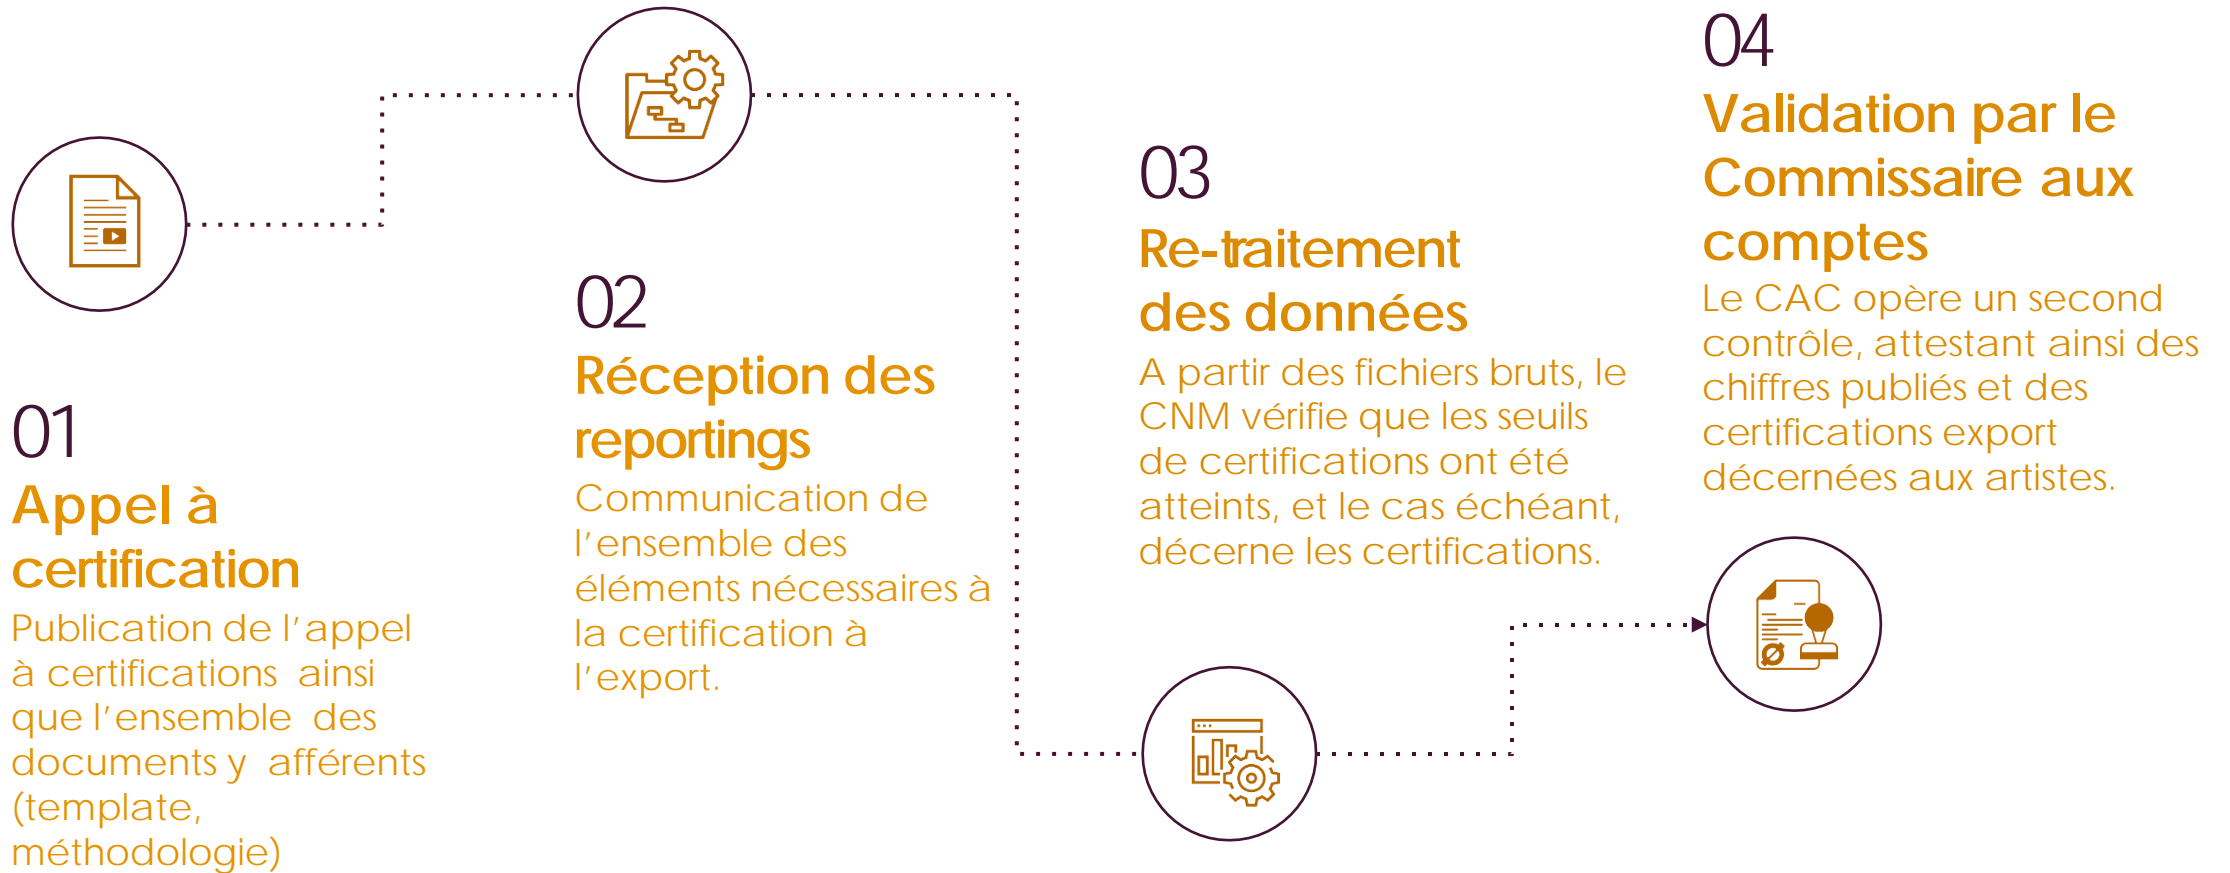 01
Appel à
certification
Publication de l'appel
à certifications ainsi
que l'ensemble des
documents y afférents
(template,
méthodologie)
02
Réception des
reportings
Communication de
l'ensemble des
éléments nécessaires à
la certification à
l'export.
03
Re-traitement
des données
A partir des fichiers bruts, le
CNM vérifie que les seuils
de certifications ont été
atteints, et le cas échéant,
décerne les certifications.
04
Validation par le
Commissaire aux
comptes
Le CAC opère un second
contrôle, attestant ainsi des
chiffres publiés et des
certifications export
décernées aux artistes.